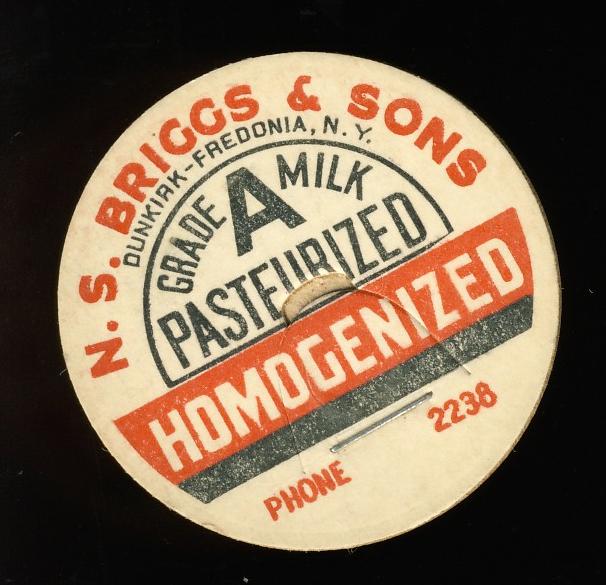 N. S. BRIGGS & SONS
DUNKIRK-FREDONIA, N. Y.
GRADE A MILK
PASTEURIZED
HOMOGENIZED
PHONE 2238